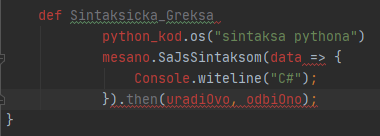 def Sintaksicka_Greksa
python_kod.os("sintaksa pythona")
mesano.SaJsSintaksom(data => {
Console.witeline("C#");
}).then(uradiOvo, odbiOno);
}